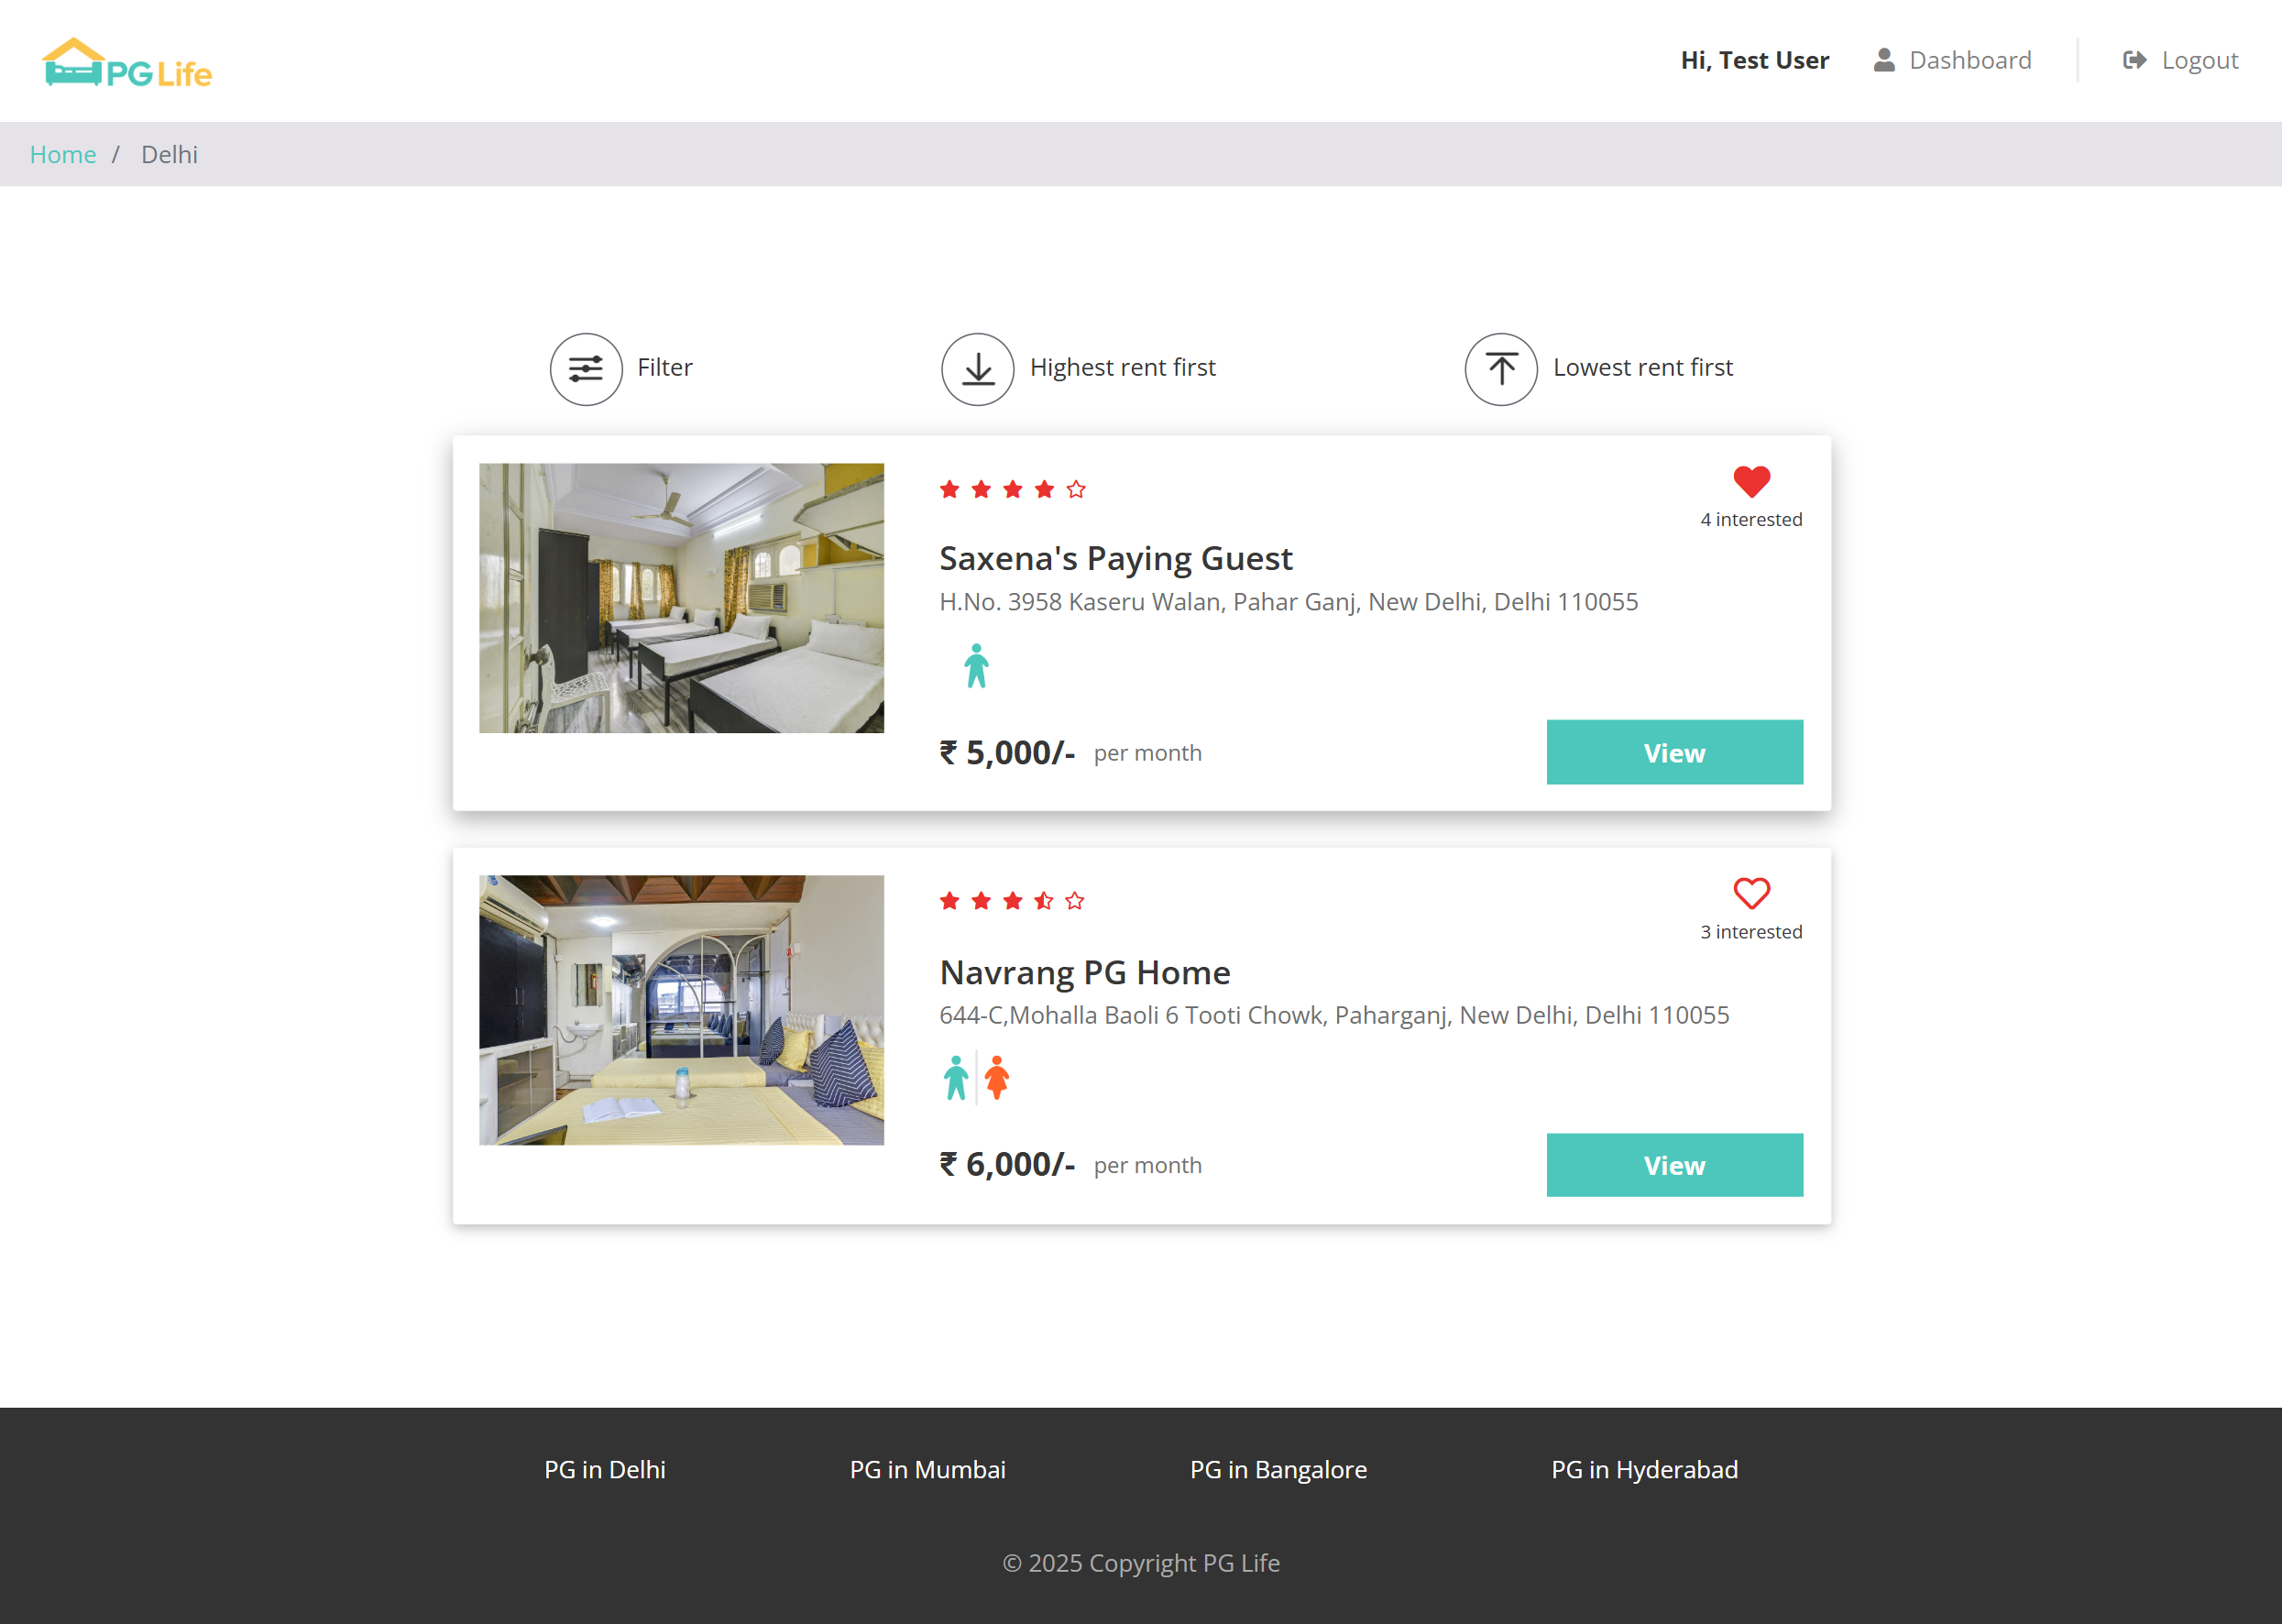 PG Life
Hi, Test User Dashboard Logout
Home / Delhi
Filter Highest rent first Lowest rent first
4 interested
Saxena's Paying Guest
H.No. 3958 Kaseru Walan, Pahar Ganj, New Delhi, Delhi 110055
₹ 5,000/- per month View
3 interested
Navrang PG Home
644-C,Mohalla Baoli 6 Tooti Chowk, Paharganj, New Delhi, Delhi 110055
₹ 6,000/- per month View
PG in Delhi PG in Mumbai PG in Bangalore PG in Hyderabad
© 2025 Copyright PG Life